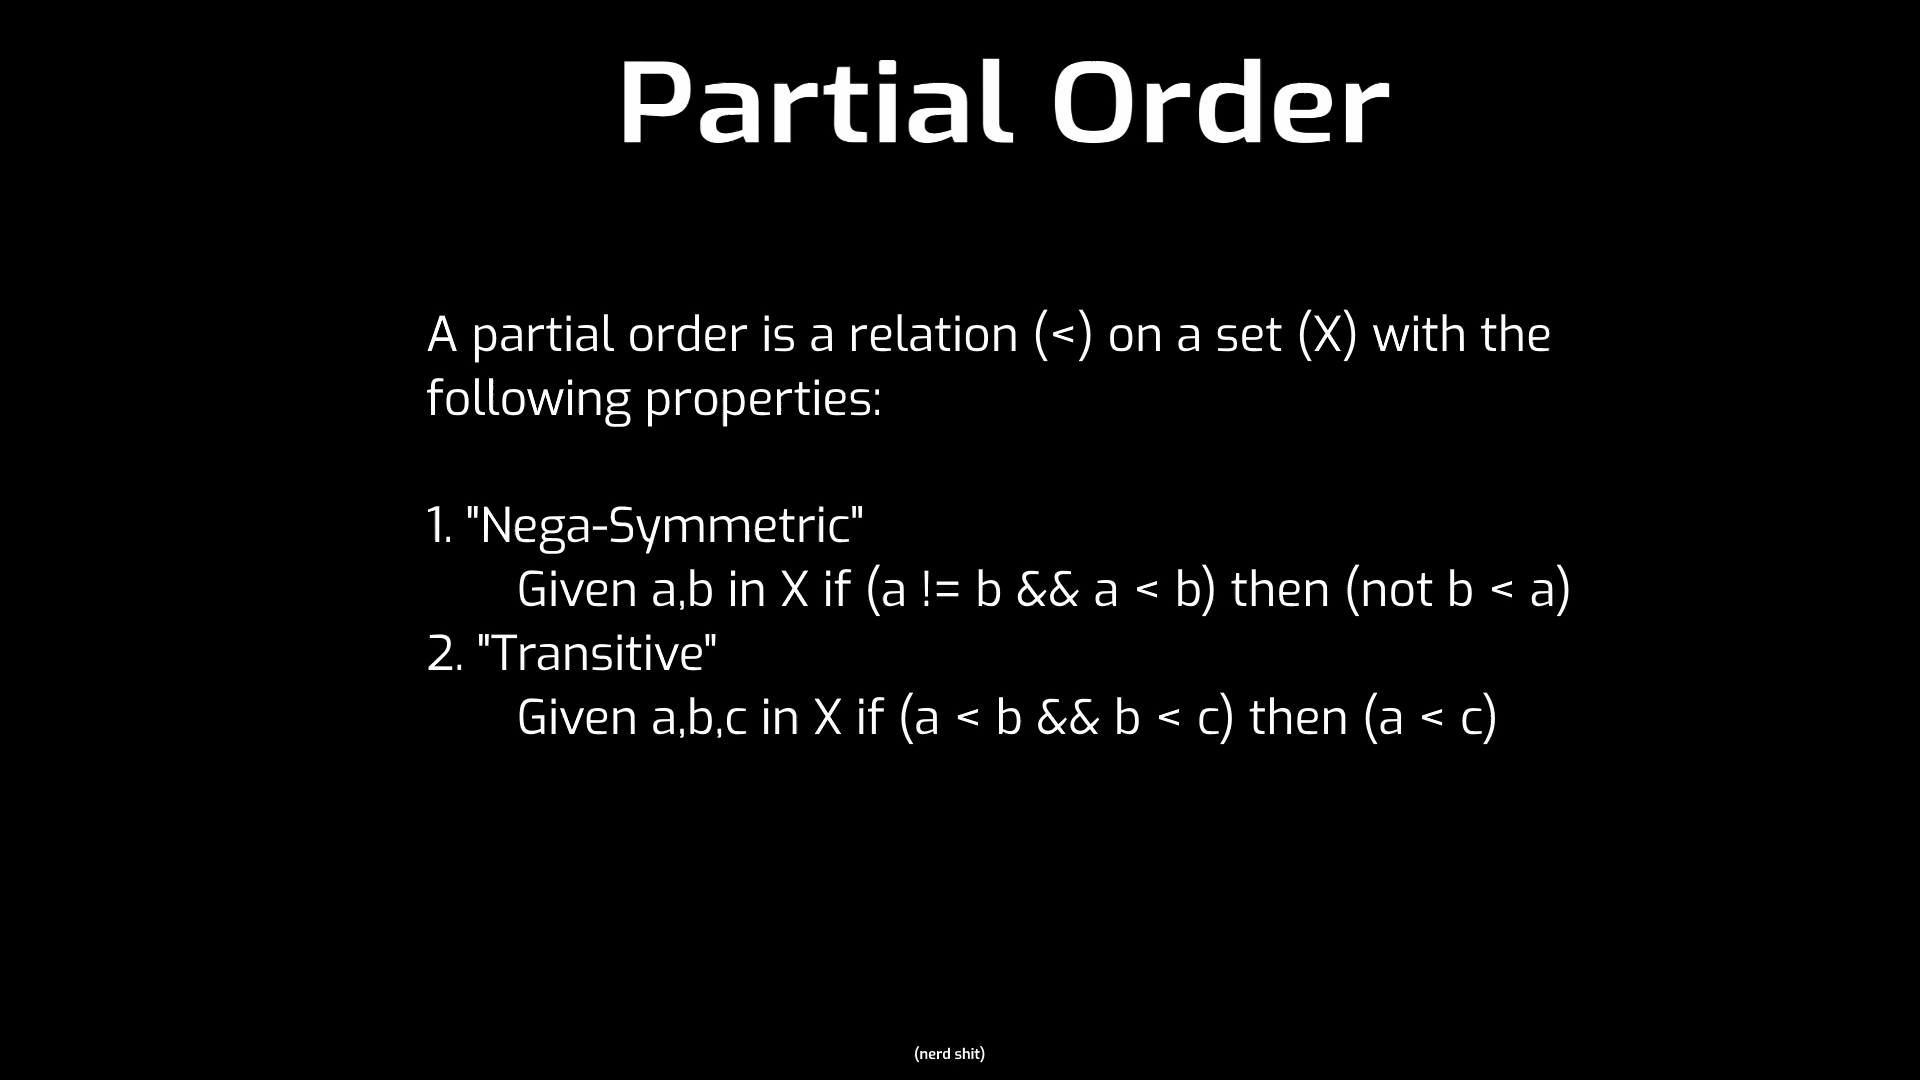 Partial Order
A partial order is a relation (<) on a set (X) with the
following properties:
1. "Nega-Symmetric"
Given a,b in X if (a != b && a < b) then (not b < a)
2. "Transitive"
Given a,b,c in X if (a < b && b < c) then (a < c)
(nerd shit)